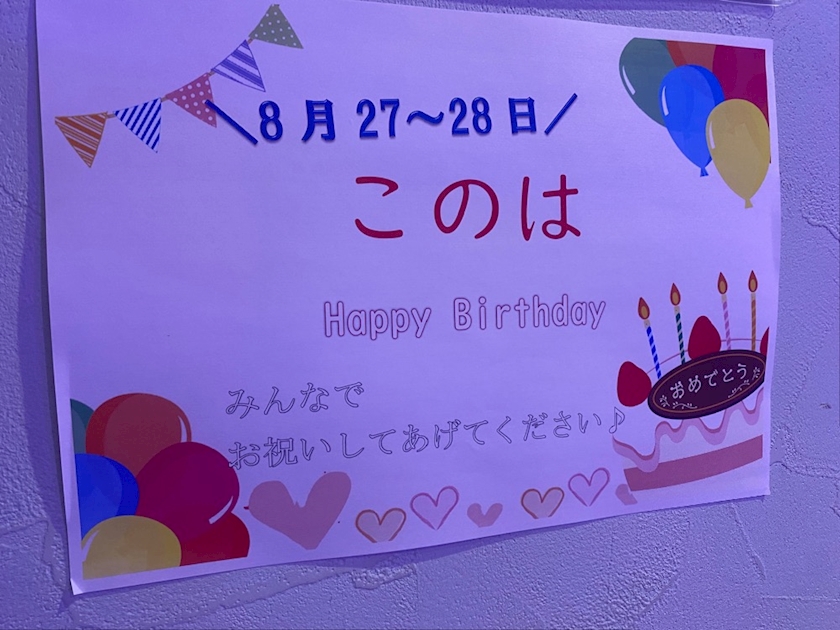 ＼8月27～28日／
このは
Happy Birthday
おめでとう
みんなで
お祝いしてあげてください♪